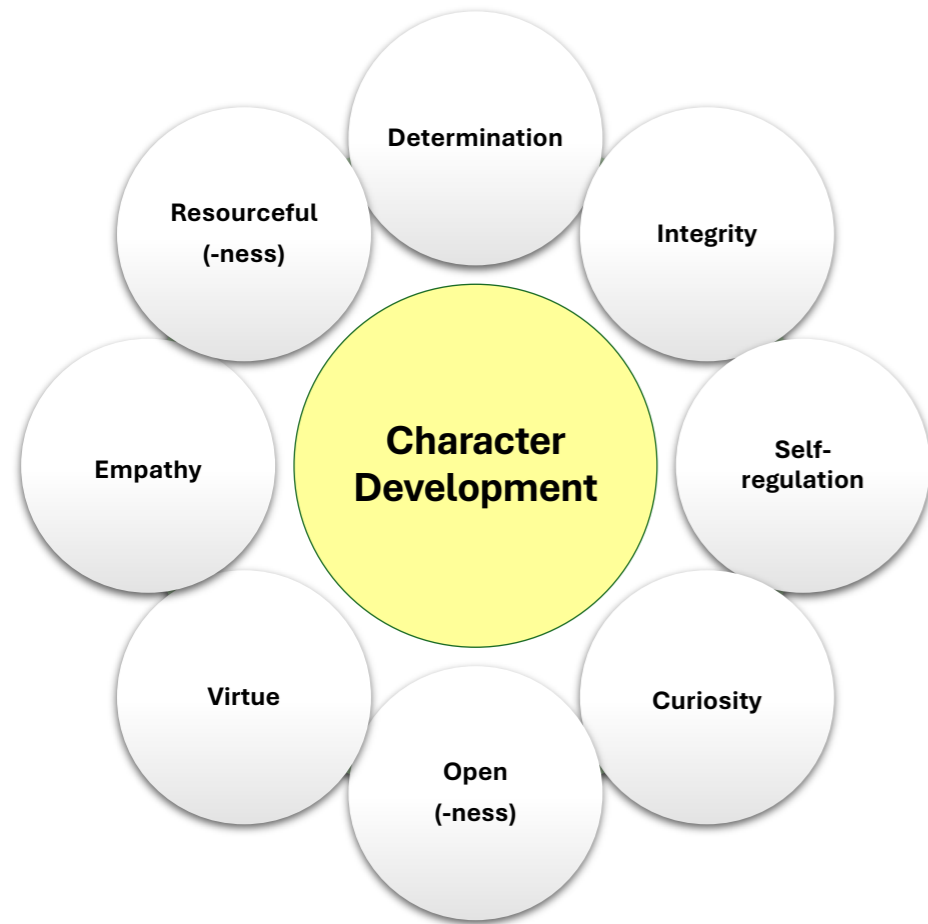 Determination
Resourceful
(-ness)
Integrity
Character
Development
Empathy
Self-
regulation
Virtue
Curiosity
Open
(-ness)